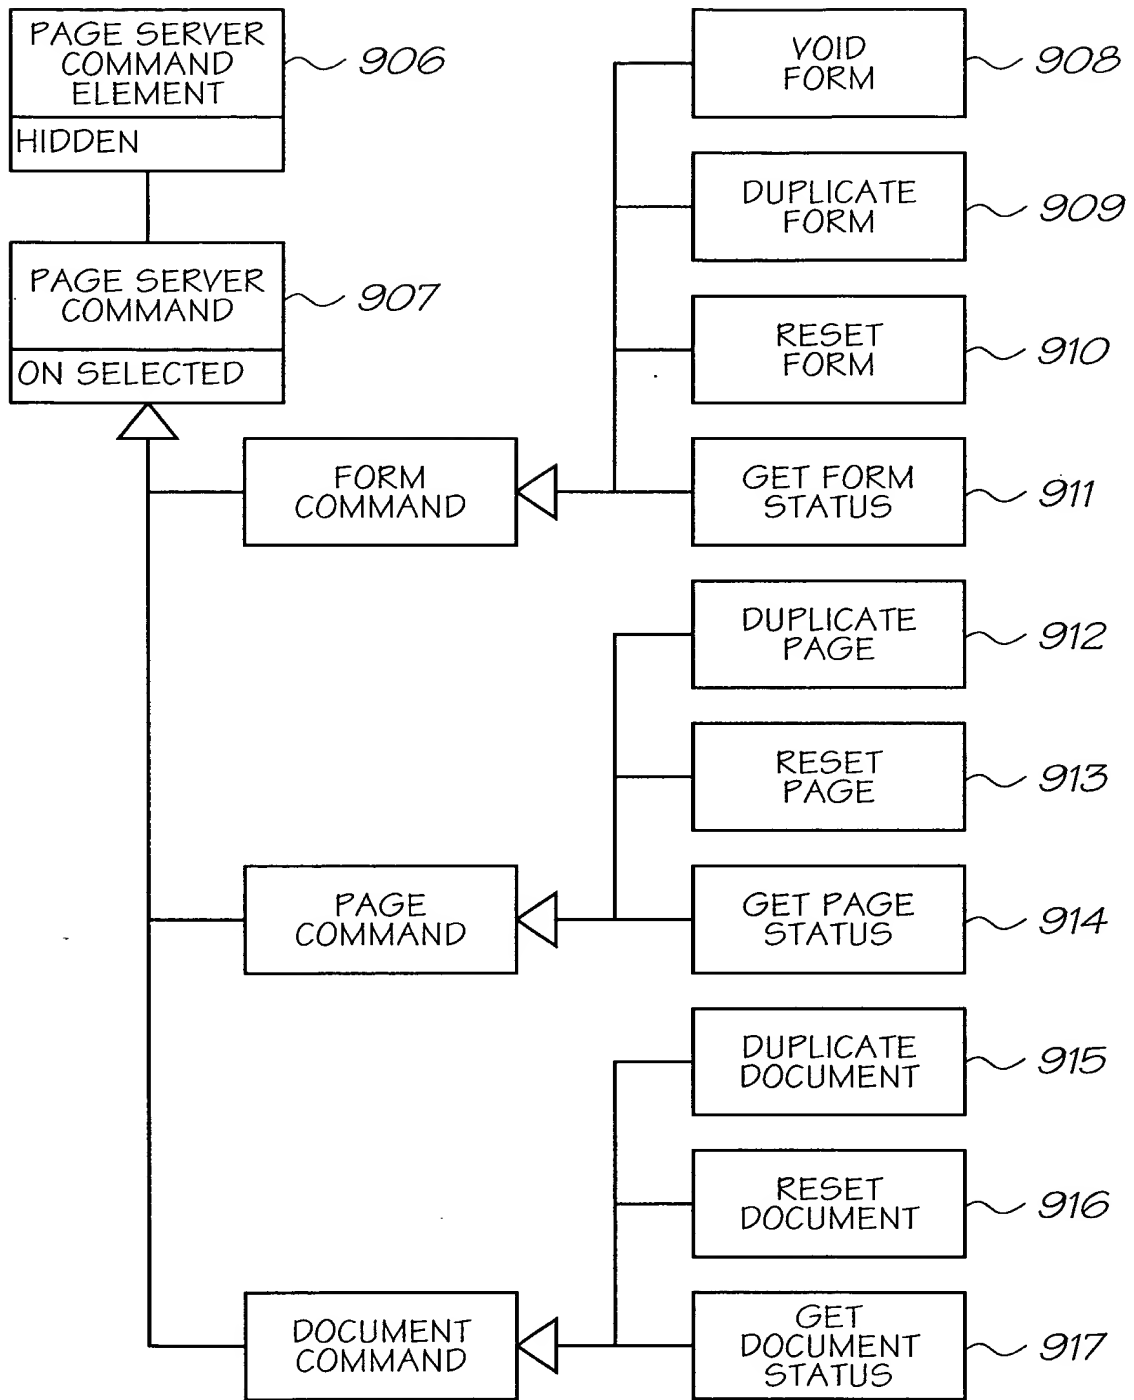 PAGE SERVER
COMMAND
ELEMENT
906
HIDDEN
PAGE SERVER
COMMAND
907
ON SELECTED
FORM
COMMAND
VOID
FORM
908
DUPLICATE
FORM
909
RESET
FORM
910
GET FORM
STATUS
911
PAGE
COMMAND
DUPLICATE
PAGE
912
RESET
PAGE
913
GET PAGE
STATUS
914
DOCUMENT
COMMAND
DUPLICATE
DOCUMENT
915
RESET
DOCUMENT
916
GET
DOCUMENT
STATUS
917